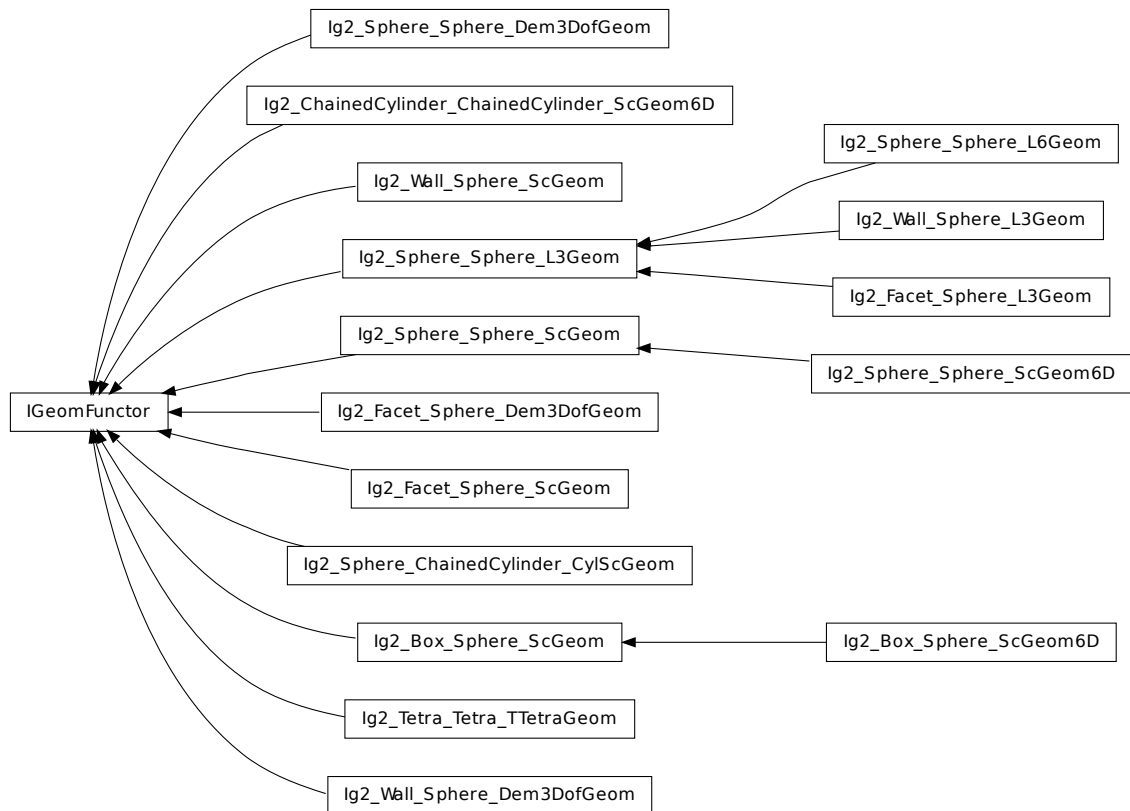 Ig2_Sphere_Sphere_Dem3DofGeom
Ig2_ChainedCylinder_ChainedCylinder_ScGeom6D
Ig2_Sphere_Sphere_L6Geom
Ig2_Wall_Sphere_ScGeom
Ig2_Wall_Sphere_L3Geom
Ig2_Sphere_Sphere_L3Geom
Ig2_Facet_Sphere_L3Geom
Ig2_Sphere_Sphere_ScGeom
Ig2_Sphere_Sphere_ScGeom6D
IGeomFunctor
Ig2_Facet_Sphere_Dem3DofGeom
Ig2_Facet_Sphere_ScGeom
Ig2_Sphere_ChainedCylinder_CylScGeom
Ig2_Box_Sphere_ScGeom
Ig2_Box_Sphere_ScGeom6D
Ig2_Tetra_Tetra_TTetraGeom
Ig2_Wall_Sphere_Dem3DofGeom